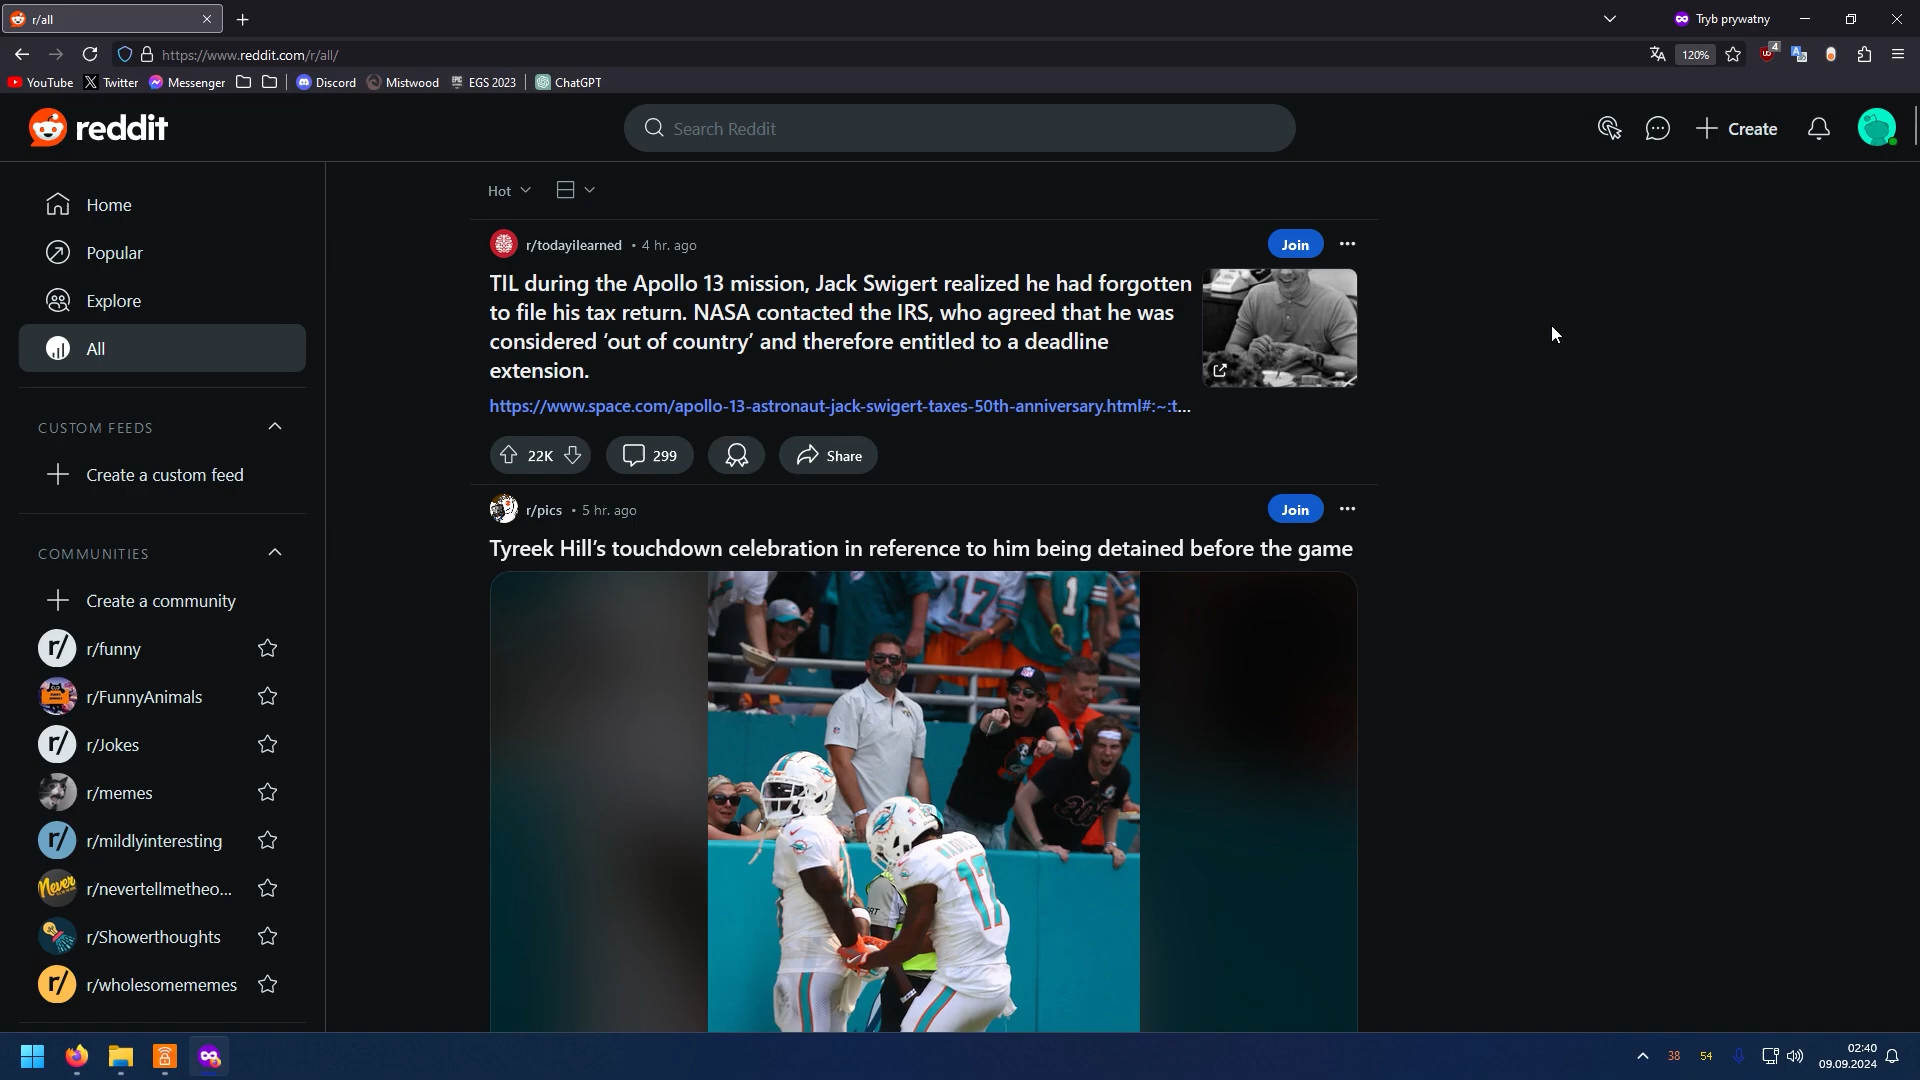 r/all
Tryb prywatny
https://www.reddit.com/r/all/
120%
4
YouTube Twitter Messenger Discord Mistwood EGS 2023 ChatGPT
reddit
Search Reddit
Create
Home
Popular
Explore
All
CUSTOM FEEDS
Create a custom feed
COMMUNITIES
Create a community
r/funny
r/FunnyAnimals
r/Jokes
r/memes
r/mildlyinteresting
r/nevertellmetheo...
r/Showerthoughts
r/wholesomememes
Hot
r/todayilearned • 4 hr. ago
Join
TIL during the Apollo 13 mission, Jack Swigert realized he had forgotten
to file his tax return. NASA contacted the IRS, who agreed that he was
considered ‘out of country’ and therefore entitled to a deadline
extension.
https://www.space.com/apollo-13-astronaut-jack-swigert-taxes-50th-anniversary.html#:~:t...
22K
299
Share
r/pics • 5 hr. ago
Join
Tyreek Hill’s touchdown celebration in reference to him being detained before the game
17
1
WADDLE
17
r/
r/
r/
Never
r/
38
54
02:40
09.09.2024